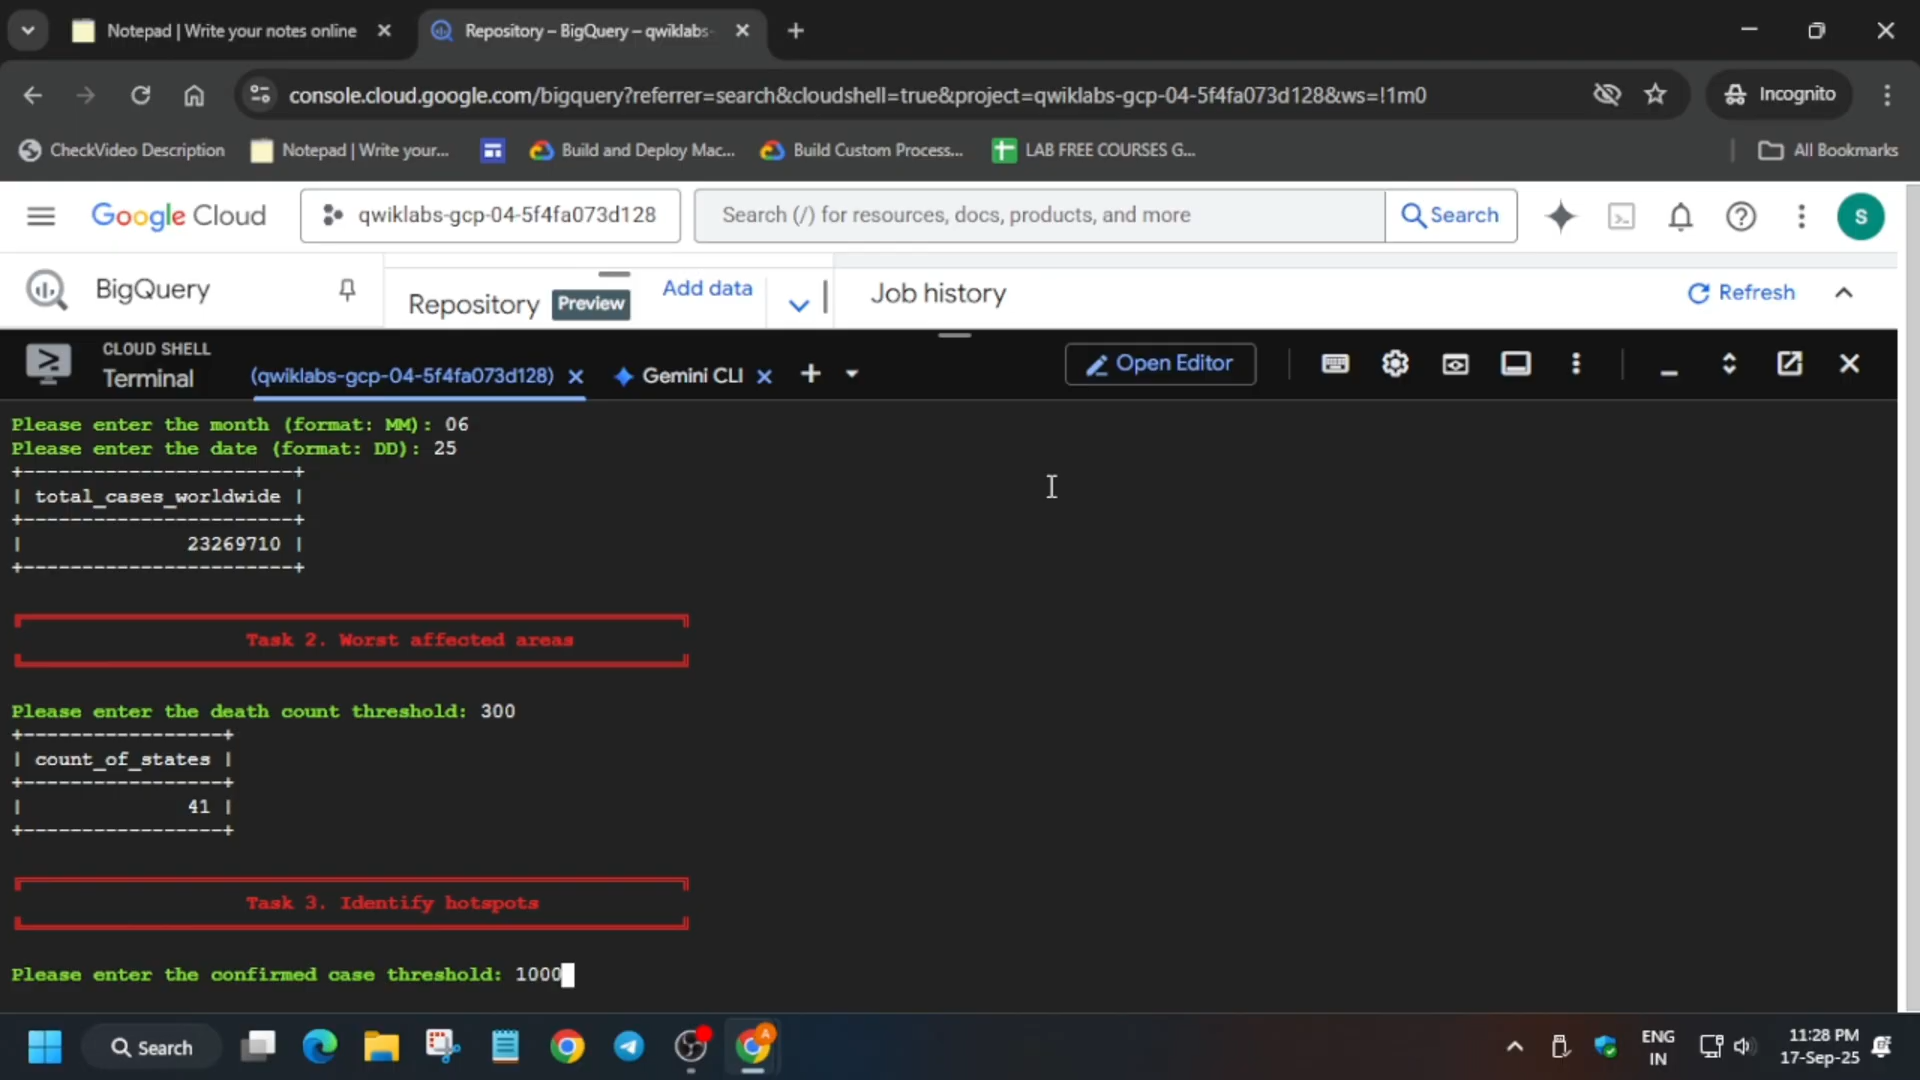 Notepad | Write your notes online
Repository – BigQuery – qwiklabs-
console.cloud.google.com/bigquery?referrer=search&cloudshell=true&project=qwiklabs-gcp-04-5f4fa073d128&ws=!1m0
Incognito
CheckVideo Description
Notepad | Write your...
Build and Deploy Mac...
Build Custom Process...
LAB FREE COURSES G...
All Bookmarks
Google Cloud
qwiklabs-gcp-04-5f4fa073d128
Search (/) for resources, docs, products, and more
Search
S
BigQuery
Repository Preview
Add data
Job history
Refresh
CLOUD SHELL
Terminal
(qwiklabs-gcp-04-5f4fa073d128)
Gemini CLI
Open Editor
Please enter the month (format: MM): 06
Please enter the date (format: DD): 25
+-----------------------+
| total_cases_worldwide |
+-----------------------+
|              23269710 |
+-----------------------+
Task 2. Worst affected areas
Please enter the death count threshold: 300
+-----------------+
| count_of_states |
+-----------------+
|              41 |
+-----------------+
Task 3. Identify hotspots
Please enter the confirmed case threshold: 1000
Search
ENG
IN
11:28 PM
17-Sep-25